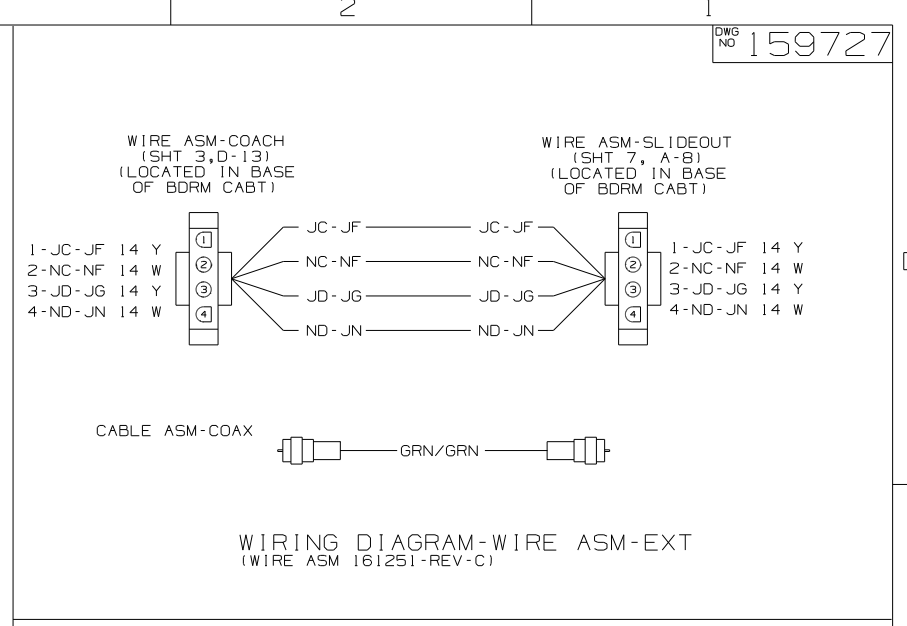 2 1
DWG NO 159727
WIRE ASM-COACH
(SHT 3,D-13)
(LOCATED IN BASE
OF BDRM CABT)
WIRE ASM-SLIDEOUT
(SHT 7, A-8)
(LOCATED IN BASE
OF BDRM CABT)
1-JC-JF 14 Y
2-NC-NF 14 W
3-JD-JG 14 Y
4-ND-JN 14 W
1
2
3
4
JC-JF JC-JF
NC-NF NC-NF
JD-JG JD-JG
ND-JN ND-JN
1
2
3
4
1-JC-JF 14 Y
2-NC-NF 14 W
3-JD-JG 14 Y
4-ND-JN 14 W
CABLE ASM-COAX
GRN/GRN
WIRING DIAGRAM-WIRE ASM-EXT
(WIRE ASM 161251-REV-C)